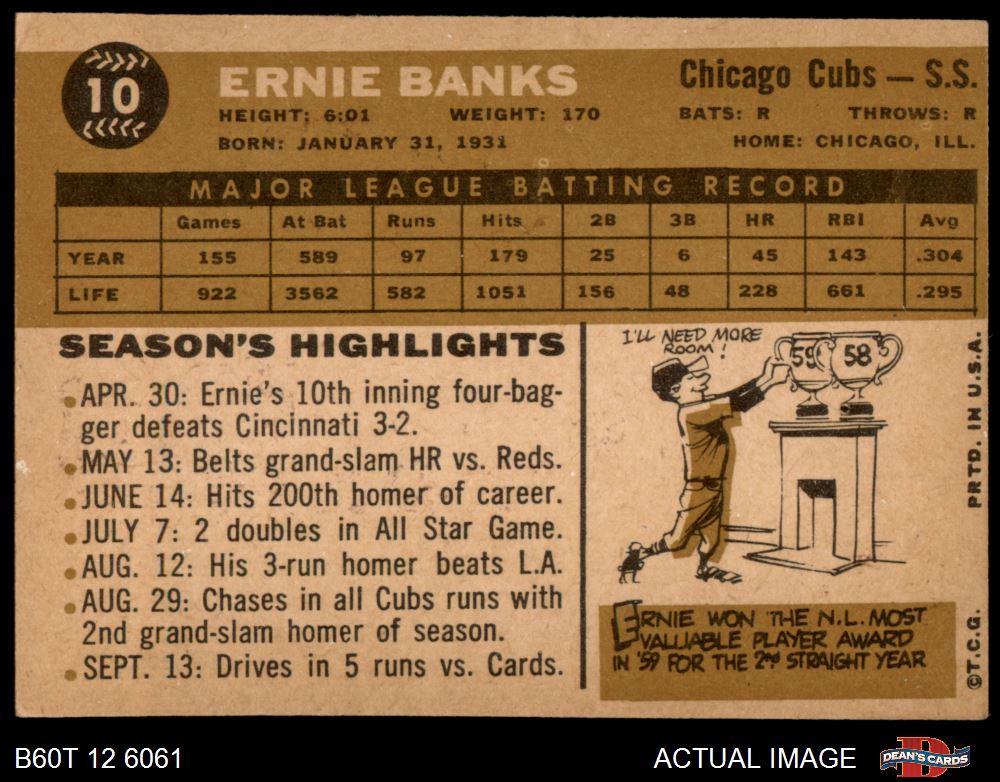 10
ERNIE BANKS
Chicago Cubs — S.S.
HEIGHT: 6:01 WEIGHT: 170 BATS: R THROWS: R
BORN: JANUARY 31, 1931 HOME: CHICAGO, ILL.
MAJOR LEAGUE BATTING RECORD
Games At Bat Runs Hits 2B 3B HR RBI Avg
YEAR 155 589 97 179 25 6 45 143 .304
LIFE 922 3562 582 1051 156 48 228 661 .295
SEASON'S HIGHLIGHTS
APR. 30: Ernie's 10th inning four-bag-
ger defeats Cincinnati 3-2.
MAY 13: Belts grand-slam HR vs. Reds.
JUNE 14: Hits 200th homer of career.
JULY 7: 2 doubles in All Star Game.
AUG. 12: His 3-run homer beats L.A.
AUG. 29: Chases in all Cubs runs with
2nd grand-slam homer of season.
SEPT. 13: Drives in 5 runs vs. Cards.
I'LL NEED MORE
ROOM!
59 58
ERNIE WON THE N.L. MOST
VALUABLE PLAYER AWARD
IN '59 FOR THE 2ND STRAIGHT YEAR
PRTD. IN U.S.A.
©T.C.G.
B60T 12 6061
ACTUAL IMAGE
DEAN'S CARDS